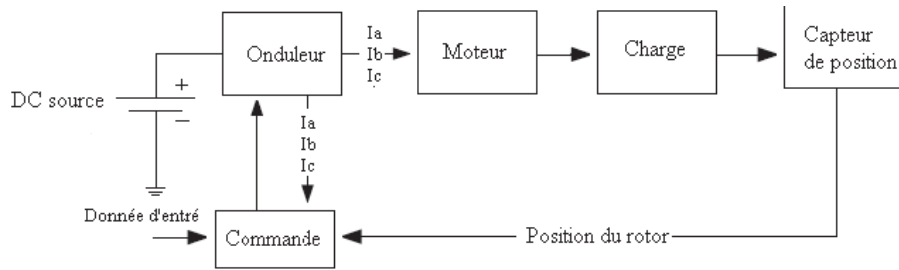 Onduleur
Ia
Ib
Ic
Moteur
Charge
Capteur
de position
DC source
+
−
Ia
Ib
Ic
Donnée d'entré
Commande
Position du rotor